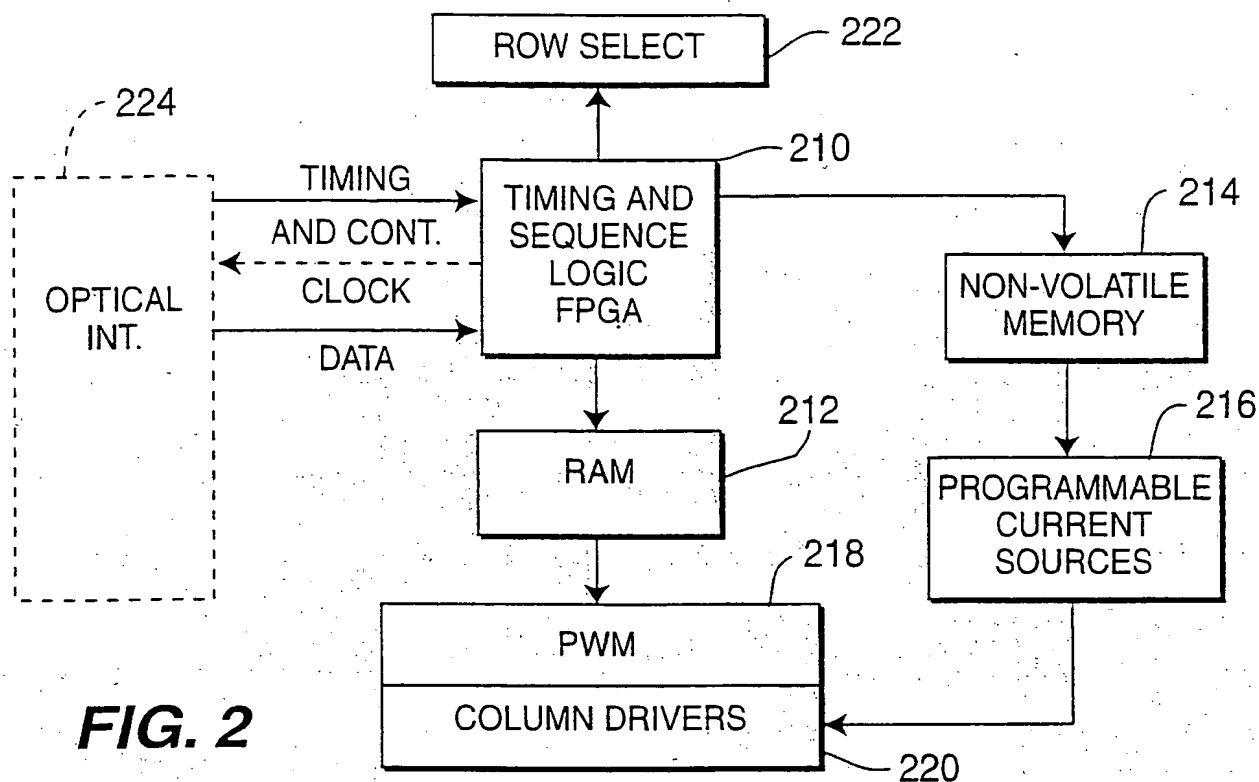 ROW SELECT
222
224
210
TIMING
AND CONT.
CLOCK
DATA
TIMING AND
SEQUENCE
LOGIC
FPGA
214
OPTICAL
INT.
NON-VOLATILE
MEMORY
212
RAM
216
PROGRAMMABLE
CURRENT
SOURCES
218
PWM
COLUMN DRIVERS
220
FIG. 2